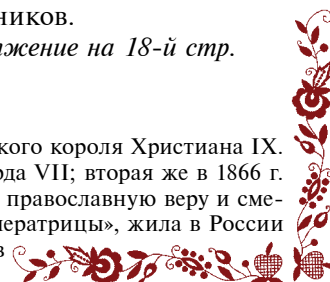 ников.
жение на 18-й стр.
кого короля Христиана IX.
рда VII; вторая же в 1866 г.
православную веру и сме-
ператрицы», жила в России
в